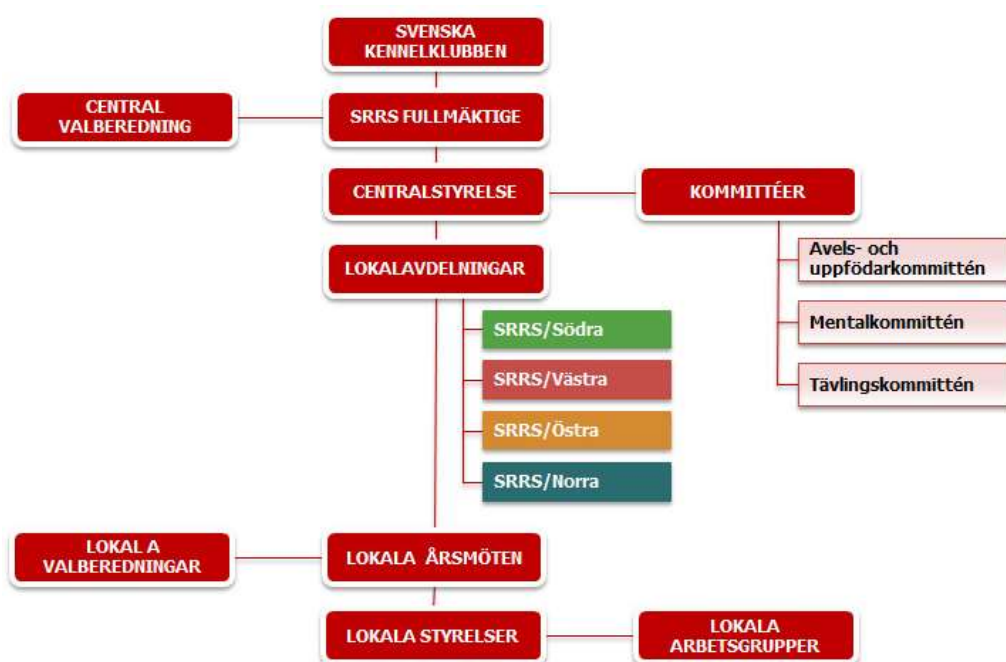 SVENSKA
KENNELKLUBBEN
CENTRAL
VALBEREDNING
SRRS FULLMÄKTIGE
CENTRALSTYRELSE
KOMMITTÉER
LOKALAVDELNINGAR
Avels- och
uppfödarkommittén
Mentalkommittén
Tävlingskommittén
SRRS/Södra
SRRS/Västra
SRRS/Östra
SRRS/Norra
LOKAL A
VALBEREDNINGAR
LOKALA ÅRSMÖTEN
LOKALA STYRELSER
LOKALA
ARBETSGRUPPER